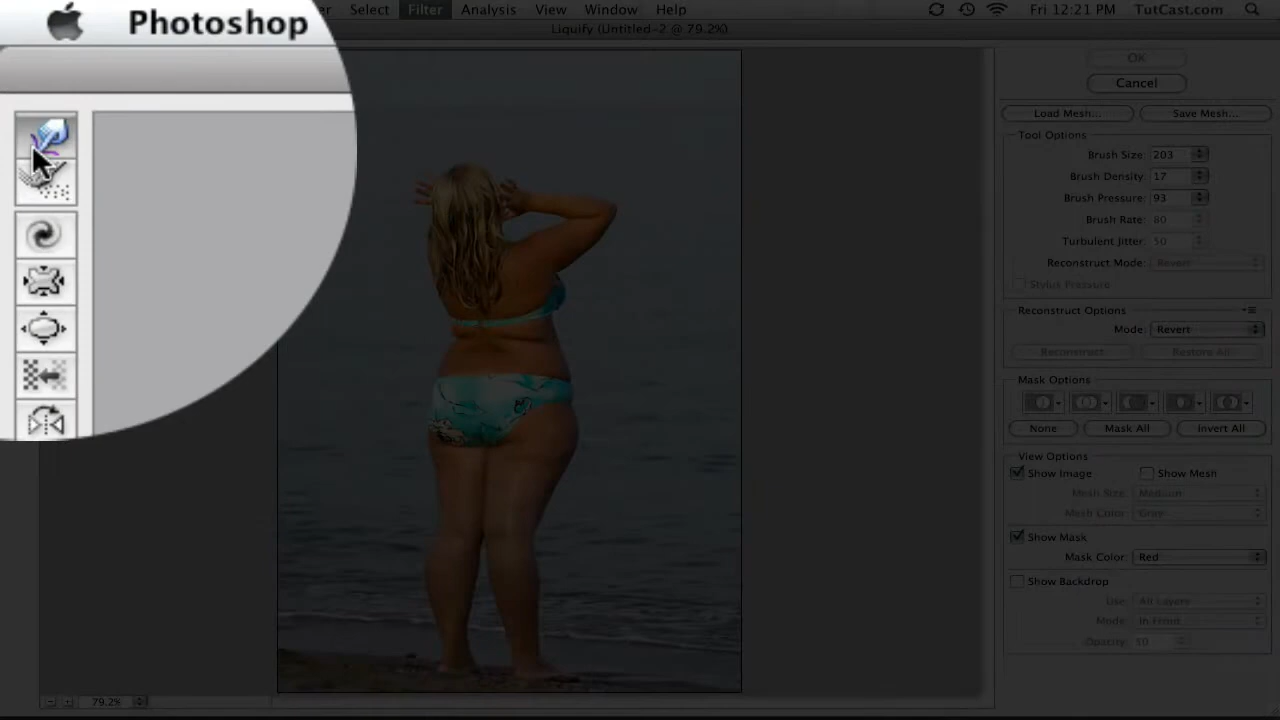 Photoshop
Select Filter Analysis View Window Help Fri 12:21 PM TutCast.com
Liquify (Untitled-2 @ 79.2%)
OK
Cancel
Load Mesh... Save Mesh...
Tool Options
Brush Size: 203
Brush Density: 17
Brush Pressure: 93
Brush Rate: 80
Turbulent Jitter: 50
Reconstruct Mode: Revert
Stylus Pressure
Reconstruct Options
Mode: Revert
Reconstruct Restore All
Mask Options
None Mask All Invert All
View Options
Show Image Show Mesh
Mesh Size: Medium
Mesh Color: Gray
Show Mask
Mask Color: Red
Show Backdrop
Use: All Layers
Mode: In Front
Opacity: 50
79.2%